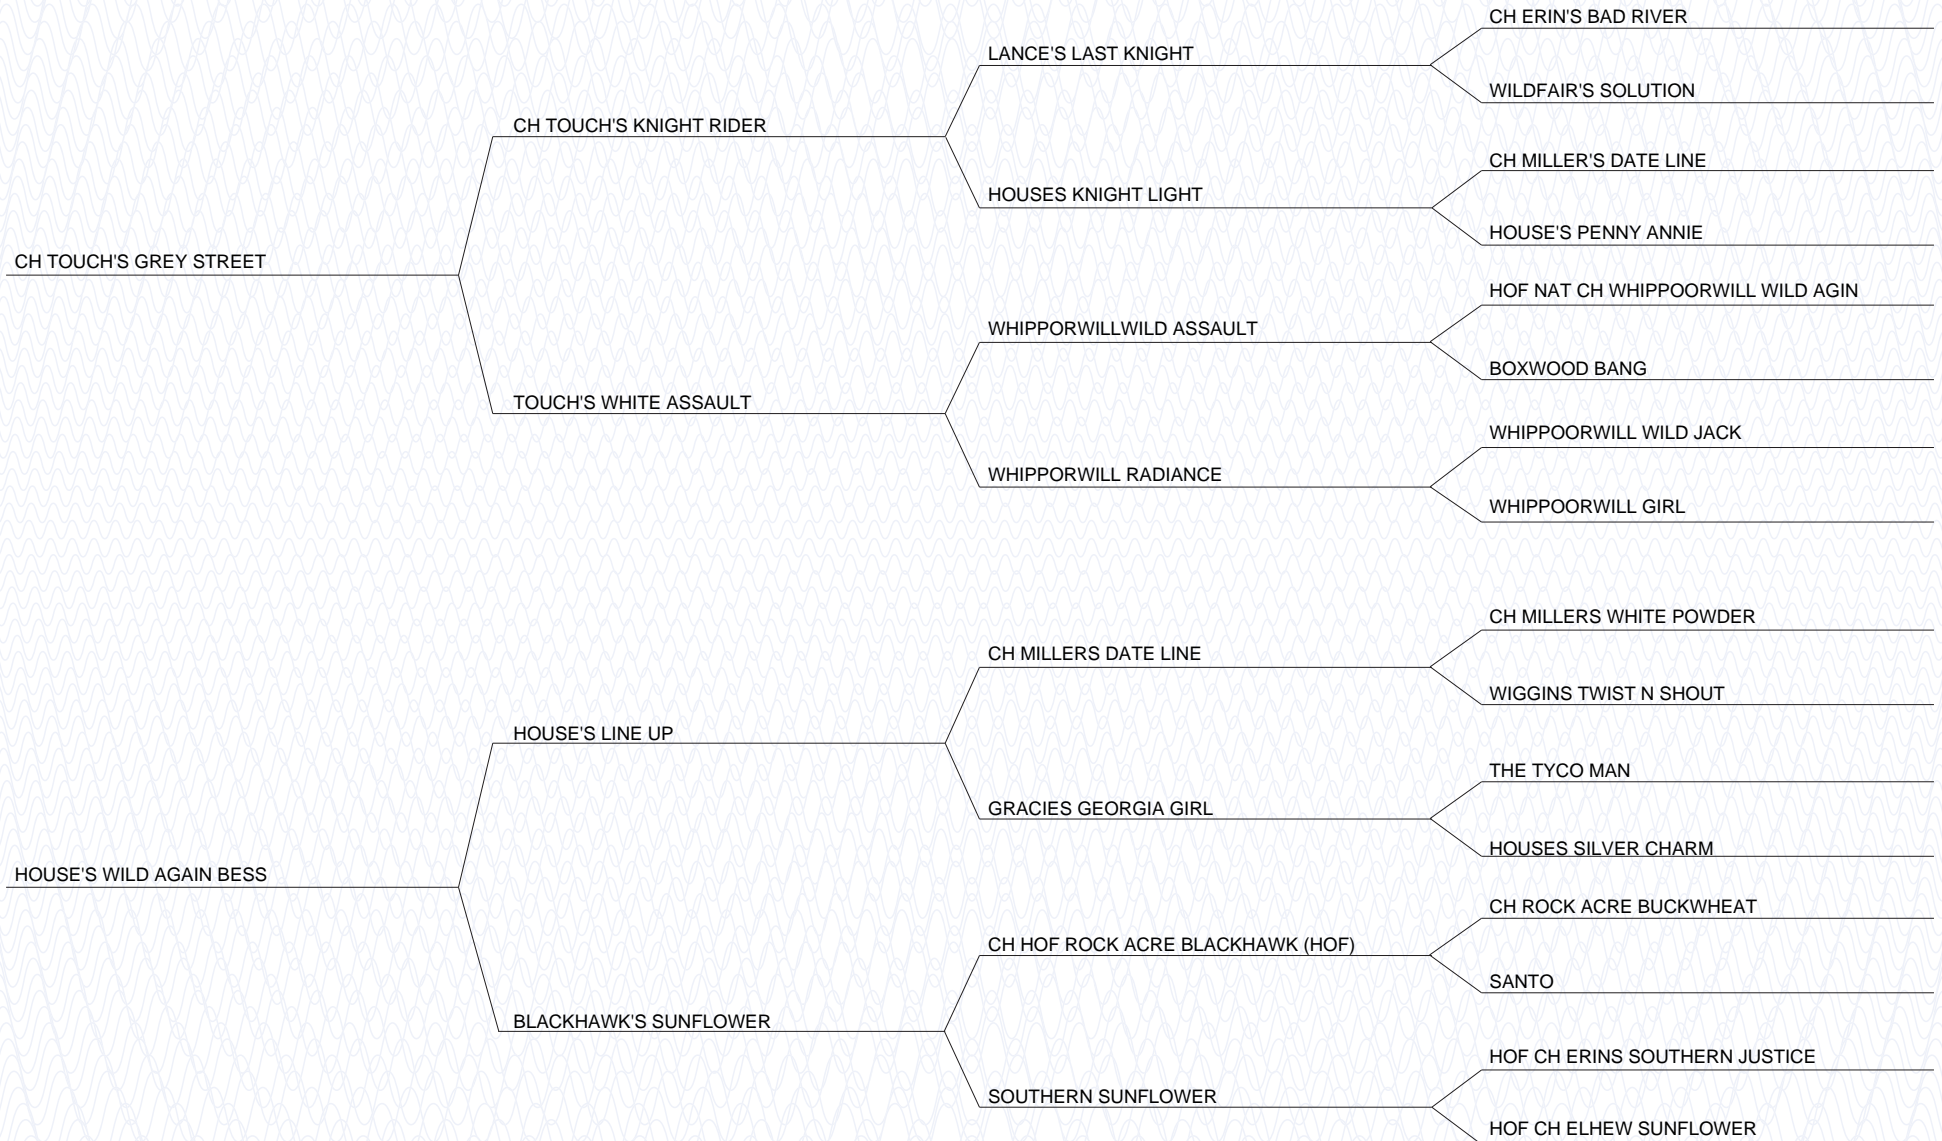 CH ERIN'S BAD RIVER
LANCE'S LAST KNIGHT
WILDFAIR'S SOLUTION
CH TOUCH'S KNIGHT RIDER
CH MILLER'S DATE LINE
HOUSES KNIGHT LIGHT
HOUSE'S PENNY ANNIE
CH TOUCH'S GREY STREET
HOF NAT CH WHIPPOORWILL WILD AGIN
WHIPPORWILLWILD ASSAULT
BOXWOOD BANG
TOUCH'S WHITE ASSAULT
WHIPPOORWILL WILD JACK
WHIPPORWILL RADIANCE
WHIPPOORWILL GIRL
CH MILLERS WHITE POWDER
CH MILLERS DATE LINE
WIGGINS TWIST N SHOUT
HOUSE'S LINE UP
THE TYCO MAN
GRACIES GEORGIA GIRL
HOUSES SILVER CHARM
HOUSE'S WILD AGAIN BESS
CH ROCK ACRE BUCKWHEAT
CH HOF ROCK ACRE BLACKHAWK (HOF)
SANTO
BLACKHAWK'S SUNFLOWER
HOF CH ERINS SOUTHERN JUSTICE
SOUTHERN SUNFLOWER
HOF CH ELHEW SUNFLOWER